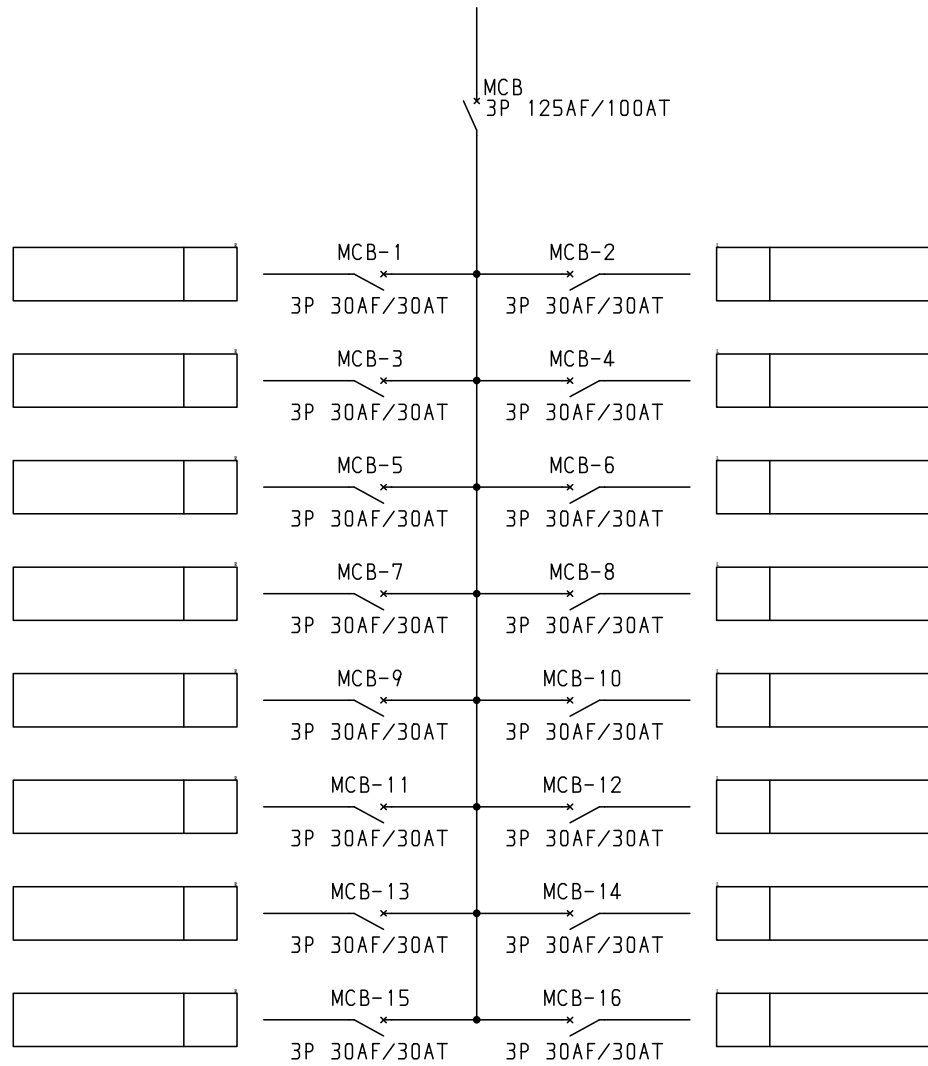 MCB
3P 125AF/100AT
MCB-1 MCB-2
3P 30AF/30AT 3P 30AF/30AT
MCB-3 MCB-4
3P 30AF/30AT 3P 30AF/30AT
MCB-5 MCB-6
3P 30AF/30AT 3P 30AF/30AT
MCB-7 MCB-8
3P 30AF/30AT 3P 30AF/30AT
MCB-9 MCB-10
3P 30AF/30AT 3P 30AF/30AT
MCB-11 MCB-12
3P 30AF/30AT 3P 30AF/30AT
MCB-13 MCB-14
3P 30AF/30AT 3P 30AF/30AT
MCB-15 MCB-16
3P 30AF/30AT 3P 30AF/30AT